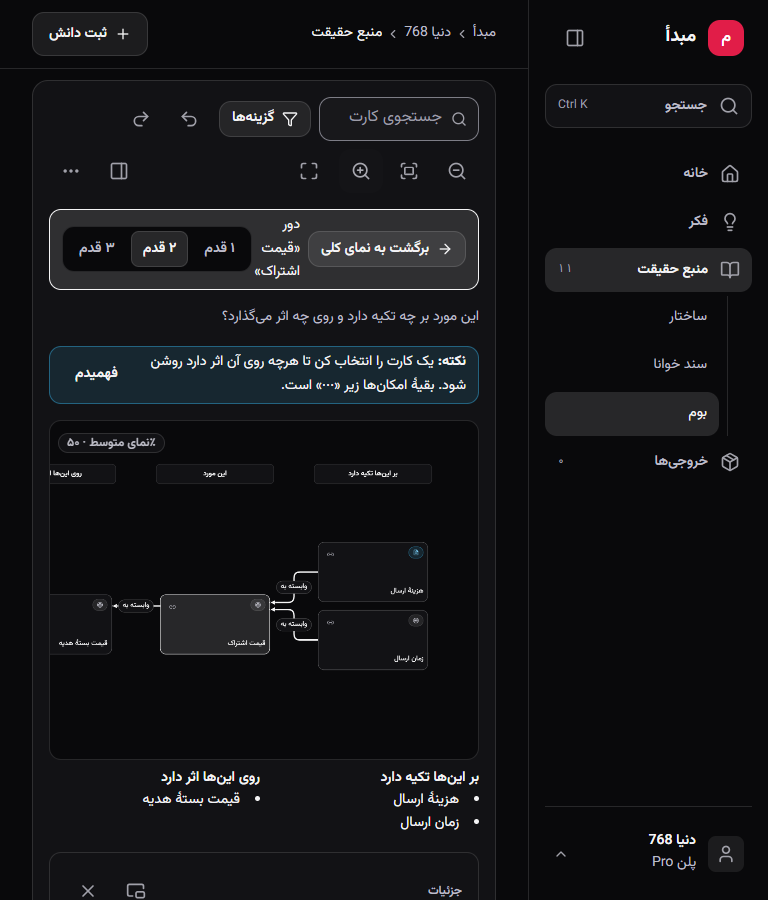 مبدأ
م
جستجو
Ctrl K
خانه
فکر
منبع حقیقت
۱۱
ساختار
سند خوانا
بوم
خروجی‌ها
۰
دنیا 768
پلن Pro
مبدأ › دنیا 768 › منبع حقیقت
ثبت دانش
جستجوی کارت
گزینه‌ها
برگشت به نمای کلی
دور
«قیمت
اشتراک»
۱ قدم
۲ قدم
۳ قدم
این مورد بر چه تکیه دارد و روی چه اثر می‌گذارد؟
نکته: یک کارت را انتخاب کن تا هرچه روی آن اثر دارد روشن
شود. بقیهٔ امکان‌ها زیر «···» است.
فهمیدم
نمای متوسط · ۵۰٪
بر این‌ها تکیه دارد
این مورد
روی این‌ها ا
هزینهٔ ارسال
وابسته به
وابسته به
وابسته به
زمان ارسال
قیمت اشتراک
قیمت بستهٔ هدیه
بر این‌ها تکیه دارد
هزینهٔ ارسال
زمان ارسال
روی این‌ها اثر دارد
قیمت بستهٔ هدیه
جزئیات